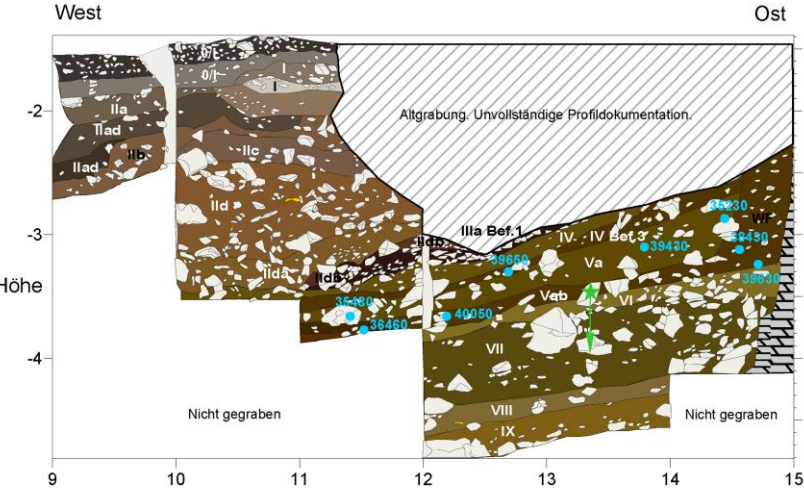 West
Ost
0/I
I
0/I
I
IIa
IIad
IIb
IIad
IIc
IId
IIda
IIdb
IIdb
Altgrabung. Unvollständige Profildokumentation.
IIIa Bef.1
IV
IV Bef.3
35230
WF
39420
38430
39650
Va
39630
Vab
VI
35480
36460
40050
VII
VIII
IX
Nicht gegraben
Nicht gegraben
Höhe
-2
-3
-4
9
10
11
12
13
14
15